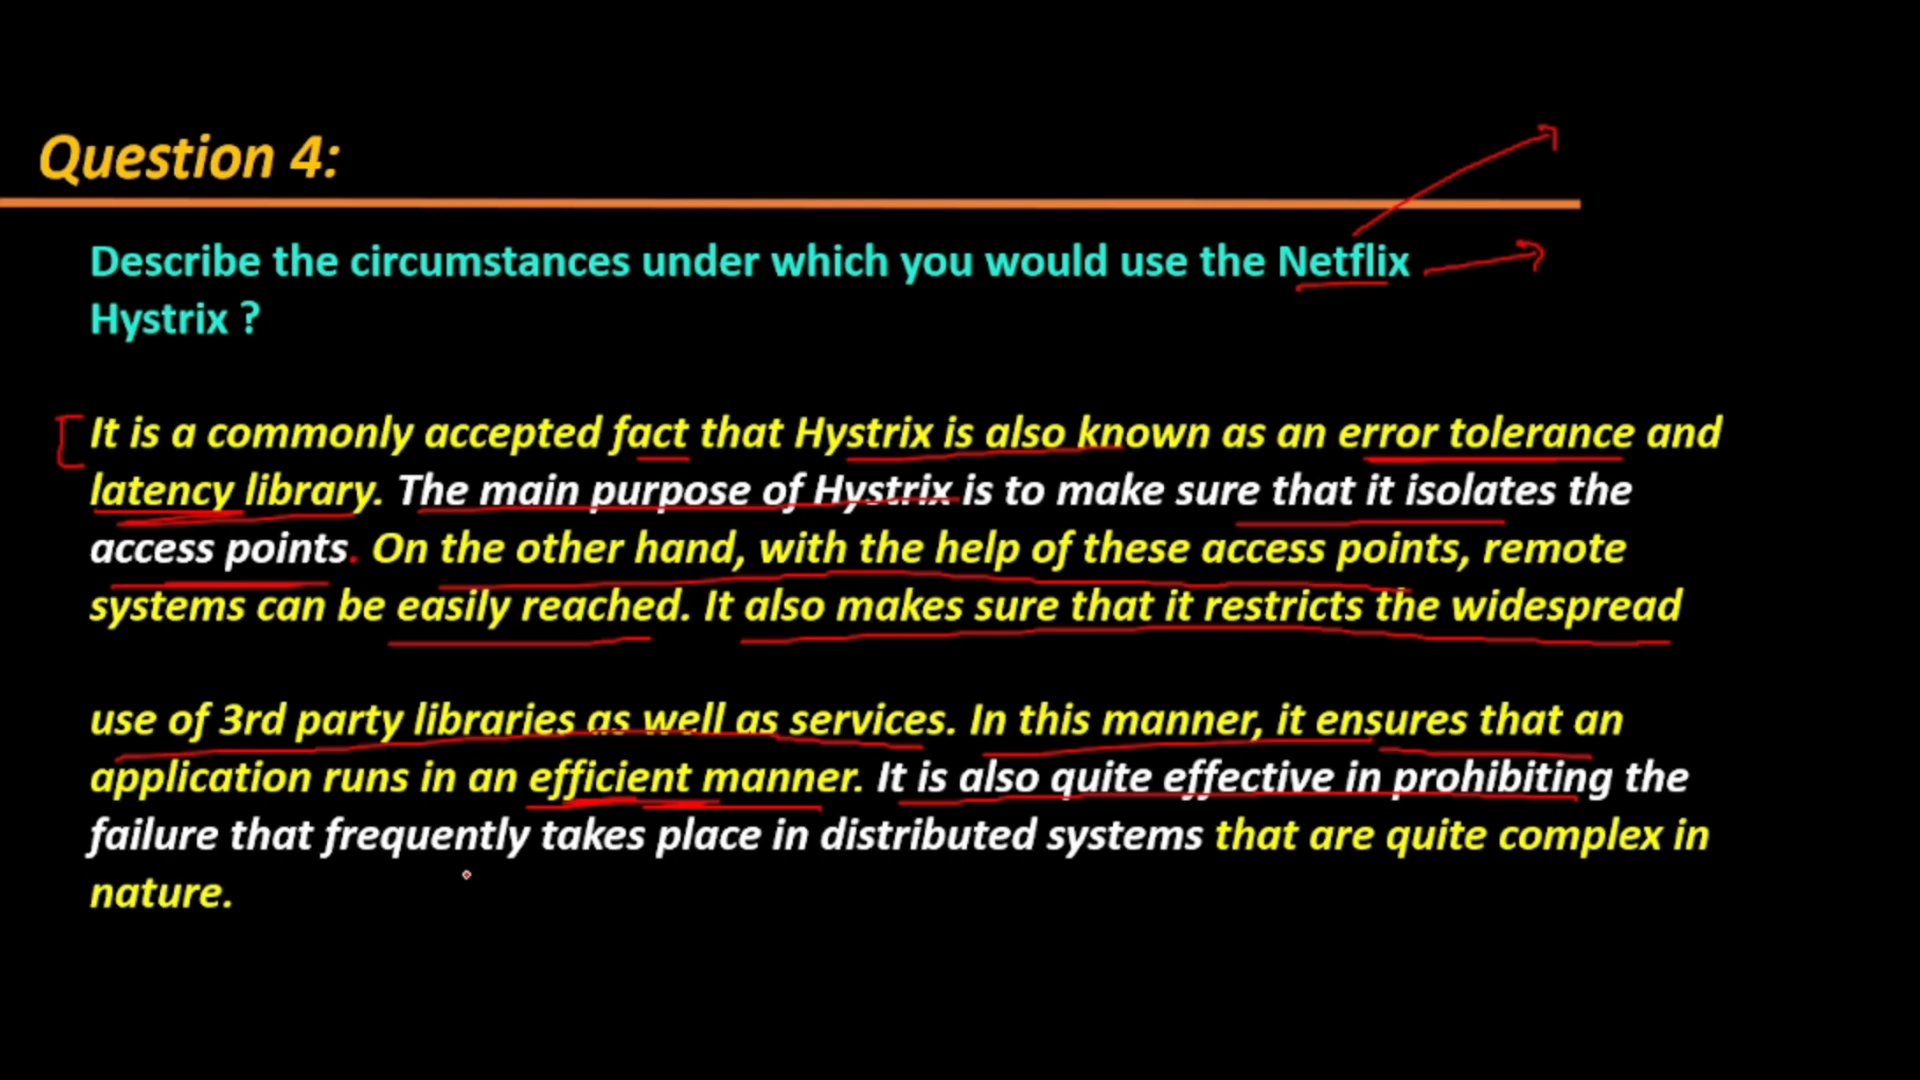 Question 4:
Describe the circumstances under which you would use the Netflix
Hystrix ?
It is a commonly accepted fact that Hystrix is also known as an error tolerance and
latency library. The main purpose of Hystrix is to make sure that it isolates the
access points. On the other hand, with the help of these access points, remote
systems can be easily reached. It also makes sure that it restricts the widespread
use of 3rd party libraries as well as services. In this manner, it ensures that an
application runs in an efficient manner. It is also quite effective in prohibiting the
failure that frequently takes place in distributed systems that are quite complex in
nature.